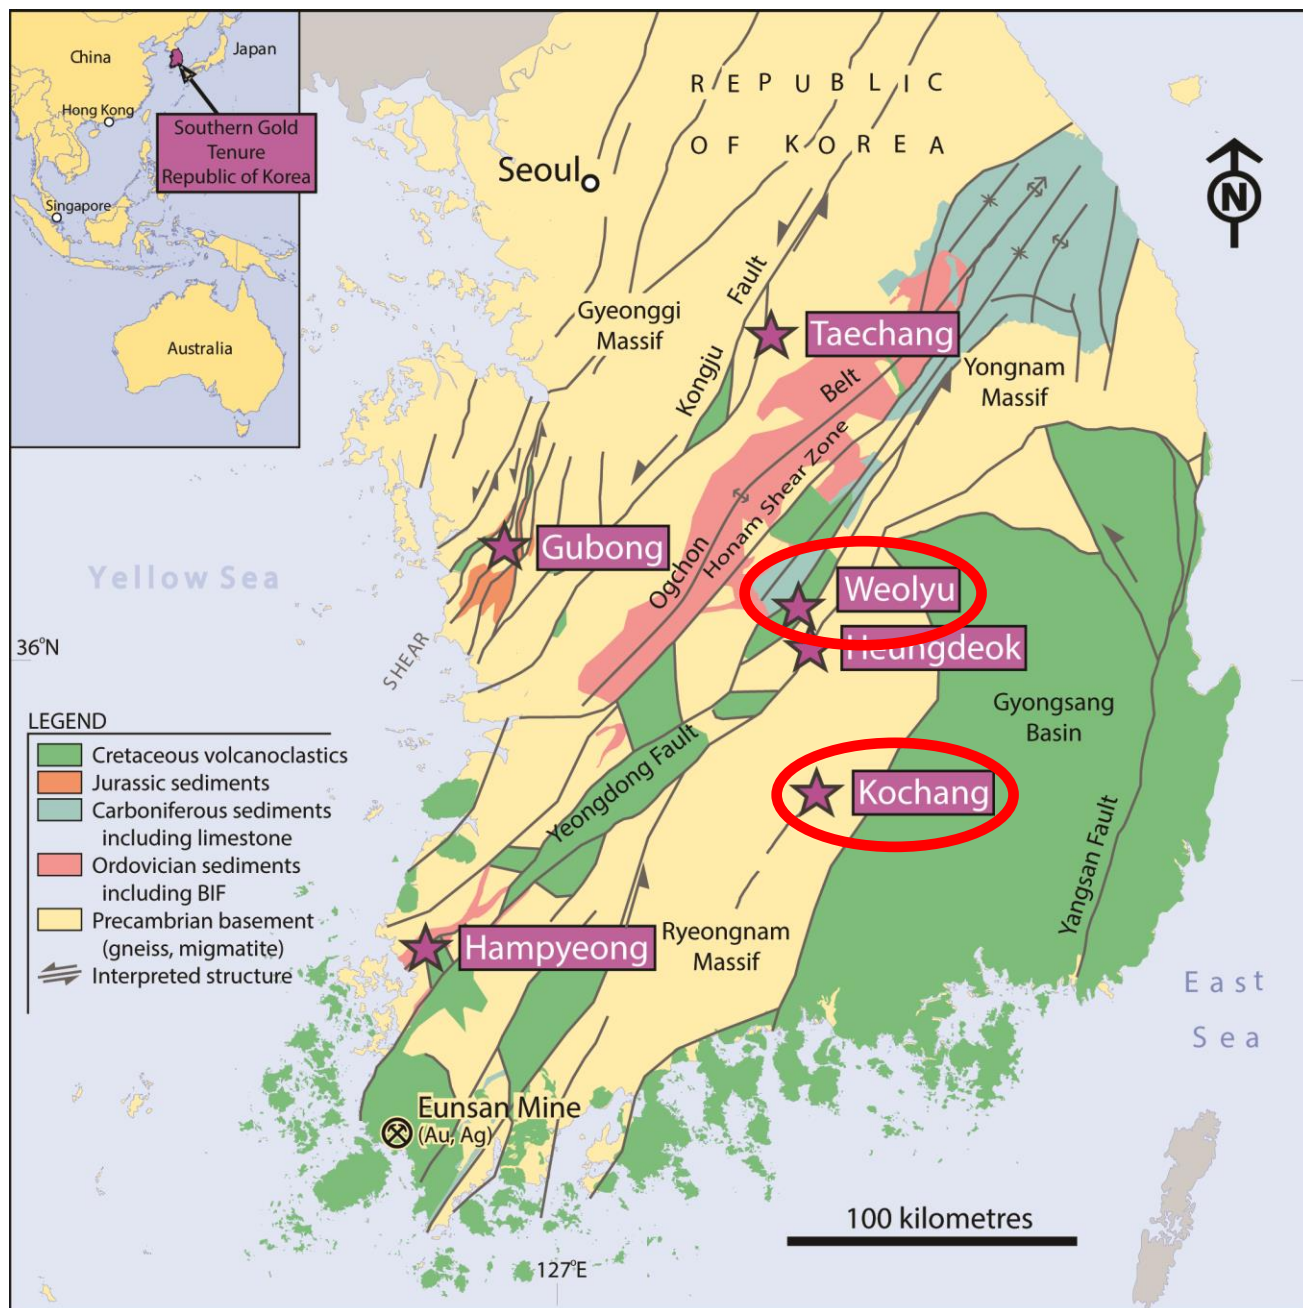 China
Japan
Hong Kong
Southern Gold
Tenure
Republic of Korea
Singapore
Australia
REPUBLIC
OF KOREA
Seoul
N
Gyeonggi
Massif
Kongju Fault
Taechang
Yongnam
Massif
Ogchon Belt
Honam Shear Zone
Gubong
Yellow Sea
Weolyu
Heungdeok
36°N
SHEAR
Gyongsang
Basin
Kochang
Yeongdong Fault
Yangsan Fault
LEGEND
Cretaceous volcanoclastics
Jurassic sediments
Carboniferous sediments
including limestone
Ordovician sediments
including BIF
Precambrian basement
(gneiss, migmatite)
Interpreted structure
Hampyeong
Ryeongnam
Massif
East
Sea
Eunsan Mine
(Au, Ag)
100 kilometres
127°E